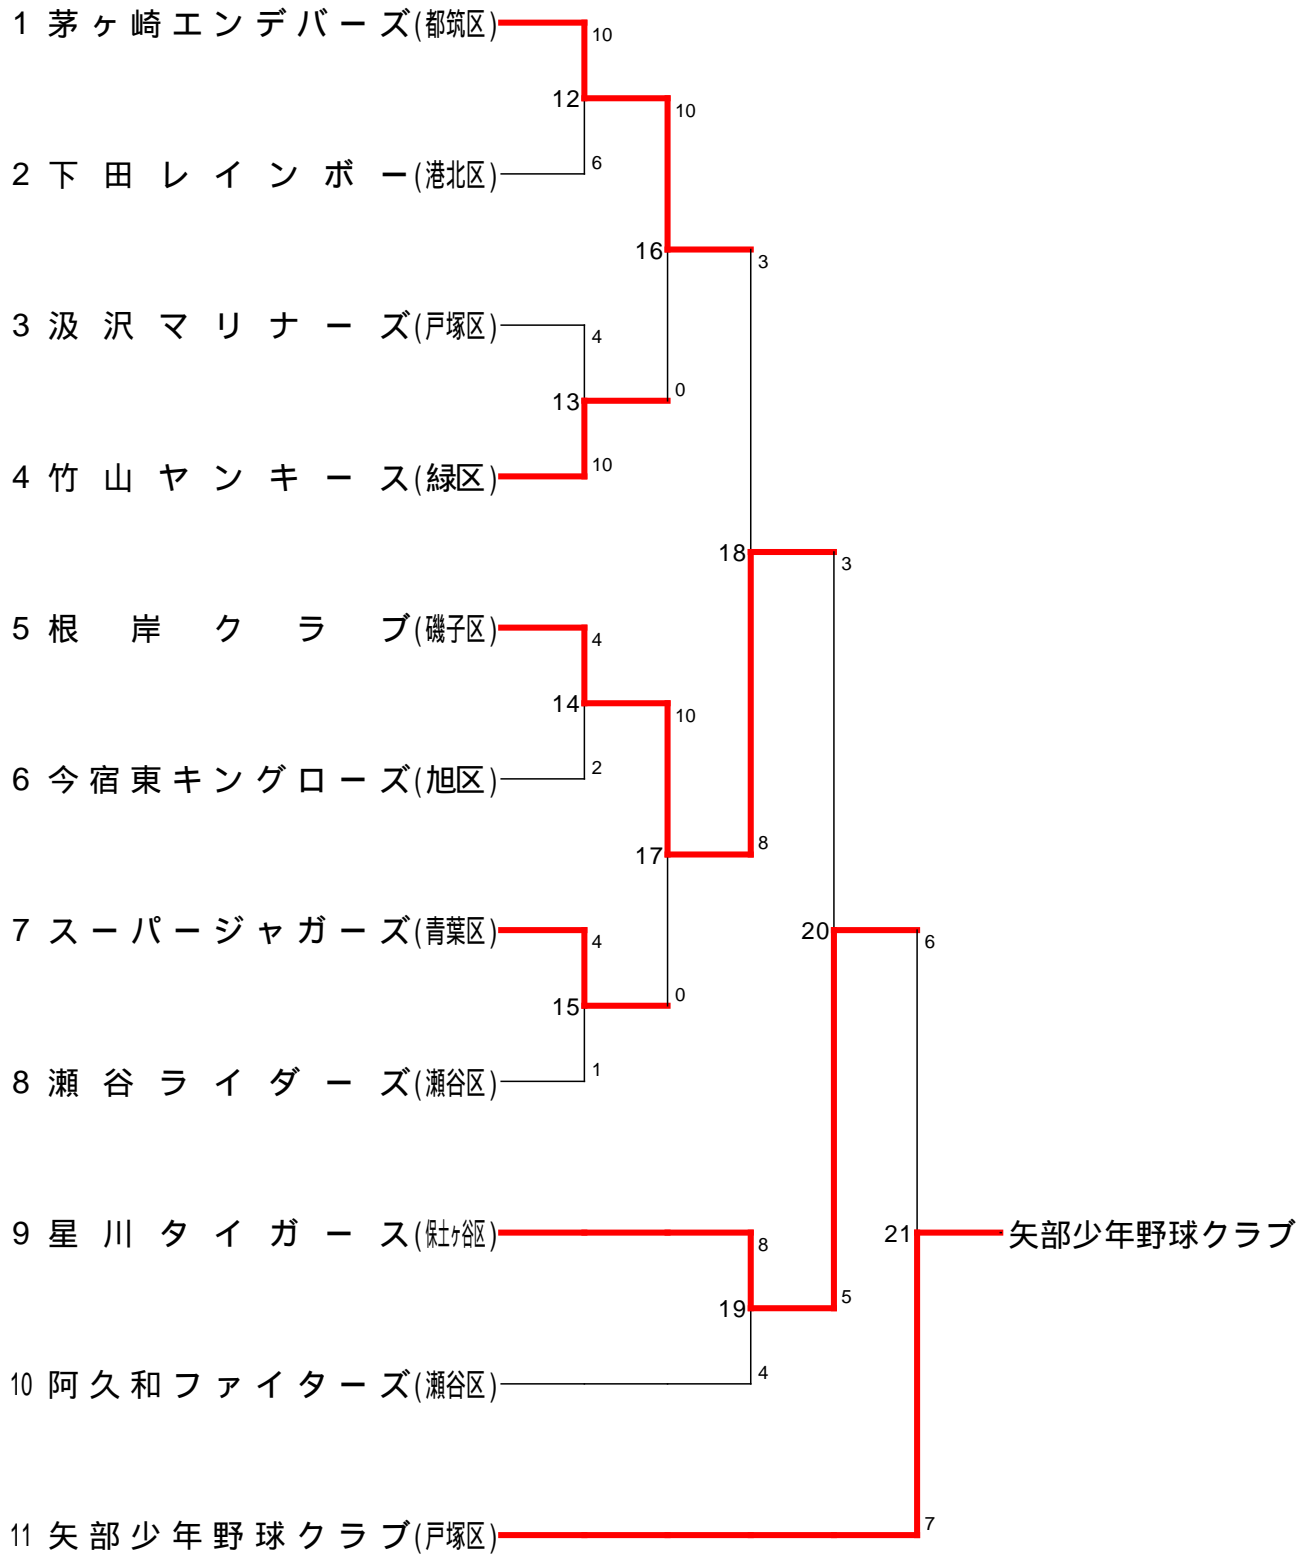 1 茅ヶ崎エンデバーズ(都筑区)
10
12
10
6
2 下田レインボー(港北区)
16
3
3 汲沢マリナーズ(戸塚区)
4
13
0
10
4 竹山ヤンキース(緑区)
18
3
5 根岸クラブ(磯子区)
4
14
10
2
6 今宿東キングローズ(旭区)
17
8
7 スーパージャガーズ(青葉区)
4
20
6
15
0
1
8 瀬谷ライダーズ(瀬谷区)
9 星川タイガース(保土ヶ谷区)
8
21
矢部少年野球クラブ
19
5
4
10 阿久和ファイターズ(瀬谷区)
7
11 矢部少年野球クラブ(戸塚区)